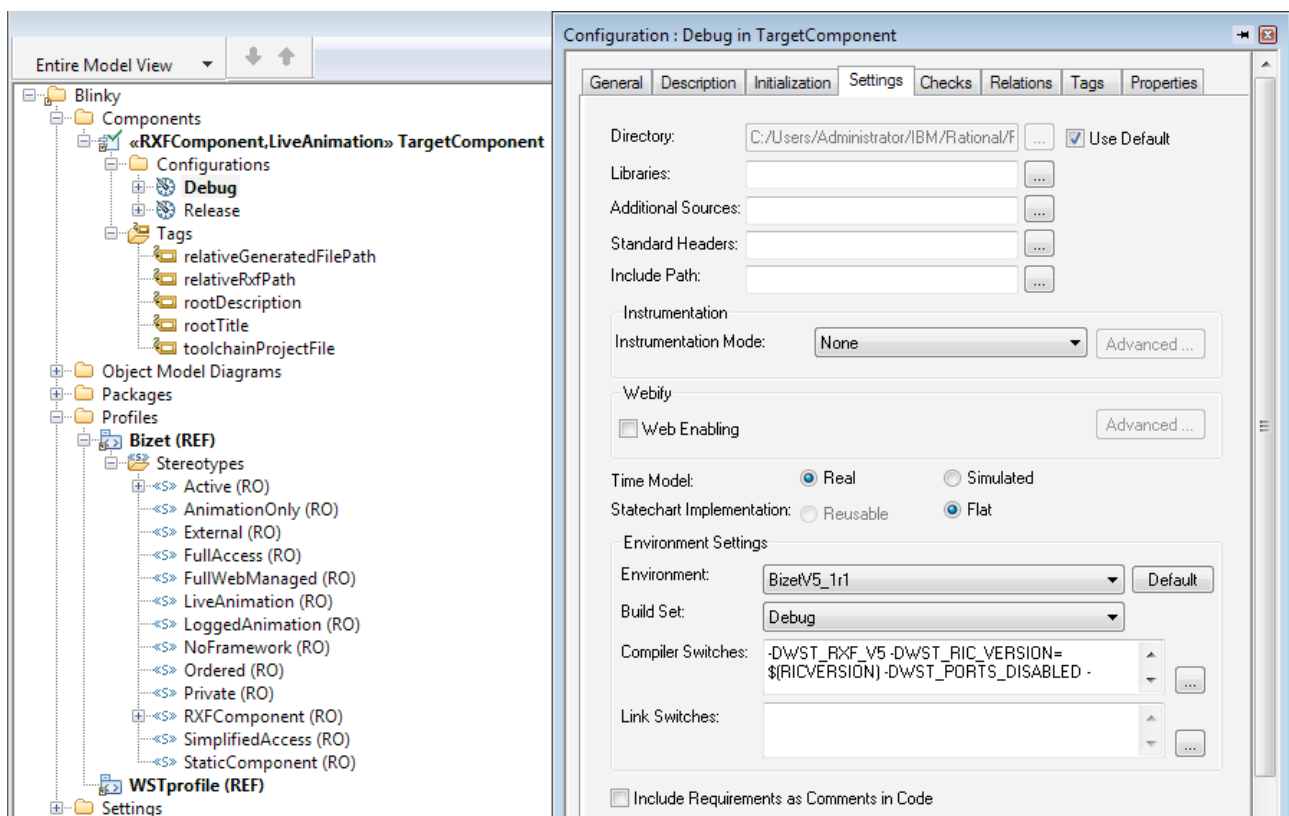 Entire Model View
Blinky
Components
«RXFComponent,LiveAnimation» TargetComponent
Configurations
Debug
Release
Tags
relativeGeneratedFilePath
relativeRxfPath
rootDescription
rootTitle
toolchainProjectFile
Object Model Diagrams
Packages
Profiles
Bizet (REF)
«S» Stereotypes
«S» Active (RO)
«S» AnimationOnly (RO)
«S» External (RO)
«S» FullAccess (RO)
«S» FullWebManaged (RO)
«S» LiveAnimation (RO)
«S» LoggedAnimation (RO)
«S» NoFramework (RO)
«S» Ordered (RO)
«S» Private (RO)
«S» RXFComponent (RO)
«S» SimplifiedAccess (RO)
«S» StaticComponent (RO)
WSTprofile (REF)
Settings
Configuration : Debug in TargetComponent
General Description Initialization Settings Checks Relations Tags Properties
Directory: C:/Users/Administrator/IBM/Rational/F ... Use Default
Libraries: ...
Additional Sources: ...
Standard Headers: ...
Include Path: ...
Instrumentation
Instrumentation Mode: None Advanced ...
Webify
Web Enabling Advanced ...
Time Model: Real Simulated
Statechart Implementation: Reusable Flat
Environment Settings
Environment: BizetV5_1r1 Default
Build Set: Debug
Compiler Switches: -DWST_RXF_V5 -DWST_RIC_VERSION=
$(RICVERSION) -DWST_PORTS_DISABLED - ...
Link Switches: ...
Include Requirements as Comments in Code